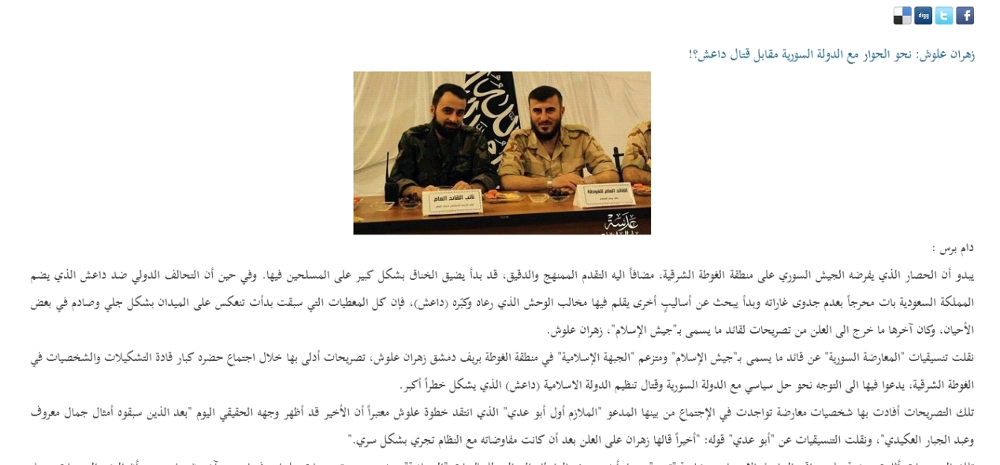 digg
زهران علوش: نحو الحوار مع الدولة السورية مقابل قتال داعش؟!
نائب القائد العام
القائد العام للغوطة
عدسة
دام برس :
يبدو أن الحصار الذي يفرضه الجيش السوري على منطقة الغوطة الشرقية، مضافاً اليه التقدم الممنهج والدقيق، قد بدأ يضيق الخناق بشكل كبير على المسلحين فيها. وفي حين أن التحالف الدولي ضد داعش الذي يضم
المملكة السعودية بات محرجاً بعدم جدوى غاراته وبدأ يبحث عن أساليبٍ أخرى يقلم فيها مخالب الوحش الذي رعاه وكبّره (داعش)، فإن كل المعطيات التي سبقت بدأت تنعكس على الميدان بشكل جلي وصادم في بعض
الأحيان، وكان آخرها ما خرج الى العلن من تصريحات لقائد ما يسمى بـ"جيش الإسلام"، زهران علوش.
نقلت تنسيقيات "المعارضة السورية" عن قائد ما يسمى بـ"جيش الإسلام" ومتزعم "الجبهة الإسلامية" في منطقة الغوطة بريف دمشق زهران علوش، تصريحات أدلى بها خلال اجتماع حضره كبار قادة التشكيلات والشخصيات في
الغوطة الشرقية، يدعوا فيها الى التوجه نحو حل سياسي مع الدولة السورية وقتال تنظيم الدولة الاسلامية (داعش) الذي يشكل خطراً أكبر.
تلك التصريحات أفادت بها شخصيات معارضة تواجدت في الإجتماع من بينها المدعو "الملازم أول أبو عدي" الذي انتقد خطوة علوش معتبراً أن الأخير قد أظهر وجهه الحقيقي اليوم "بعد الذين سبقوه أمثال جمال معروف
وعبد الجبار العكيدي"، ونقلت التنسيقيات عن "أبو عدي" قوله: "أخيراً قالها زهران على العلن بعد أن كانت مفاوضاته مع النظام تجري بشكل سري."